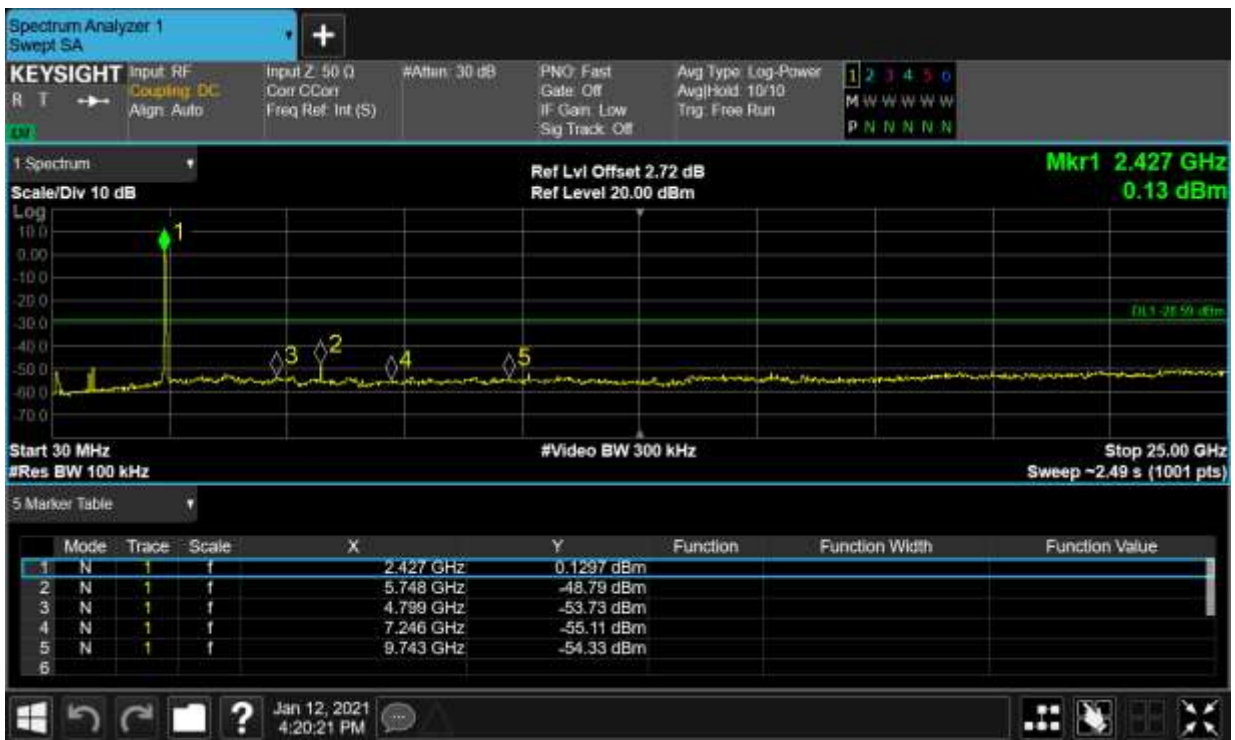 Spectrum Analyzer 1
Swept SA
+
KEYSIGHT Input: RF Input Z: 50 Ω #Atten: 30 dB PNO: Fast Avg Type: Log-Power 1 2 3 4 5 6
R T Coupling: DC Corr CCorr Gate: Off Avg|Hold: 10/10 M W W W W W
Align: Auto Freq Ref: Int (S) IF Gain: Low Trig: Free Run
Sig Track: Off P N N N N N
1 Spectrum
Ref Lvl Offset 2.72 dB Mkr1 2.427 GHz
Scale/Div 10 dB Ref Level 20.00 dBm 0.13 dBm
Log
10.0
0.00
-10.0
-20.0
-30.0
-40.0
-50.0
-60.0
-70.0
1
DL1 -28.59 dBm
3 2 4 5
Start 30 MHz #Video BW 300 kHz Stop 25.00 GHz
#Res BW 100 kHz Sweep ~2.49 s (1001 pts)
5 Marker Table
Mode Trace Scale X Y Function Function Width Function Value
1 N 1 f 2.427 GHz 0.1297 dBm
2 N 1 f 5.748 GHz -48.79 dBm
3 N 1 f 4.799 GHz -53.73 dBm
4 N 1 f 7.246 GHz -55.11 dBm
5 N 1 f 9.743 GHz -54.33 dBm
6
? Jan 12, 2021
4:20:21 PM